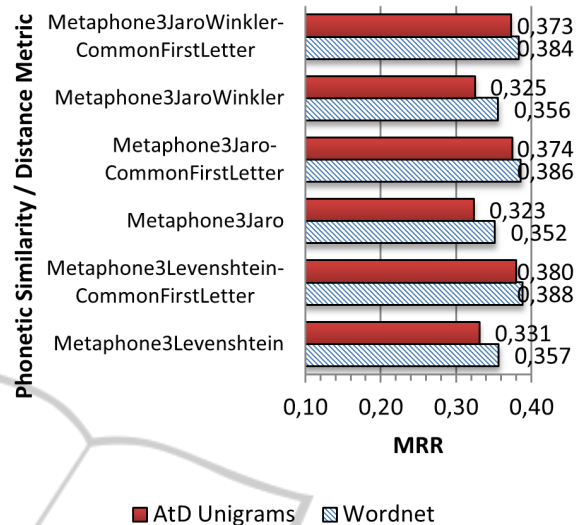 Phonetic Similarity / Distance Metric
Metaphone3JaroWinkler-
CommonFirstLetter
0,373
0,384
Metaphone3JaroWinkler
0,325
0,356
Metaphone3Jaro-
CommonFirstLetter
0,374
0,386
Metaphone3Jaro
0,323
0,352
Metaphone3Levenshtein-
CommonFirstLetter
0,380
0,388
Metaphone3Levenshtein
0,331
0,357
0,10 0,20 0,30 0,40
MRR
AtD Unigrams Wordnet